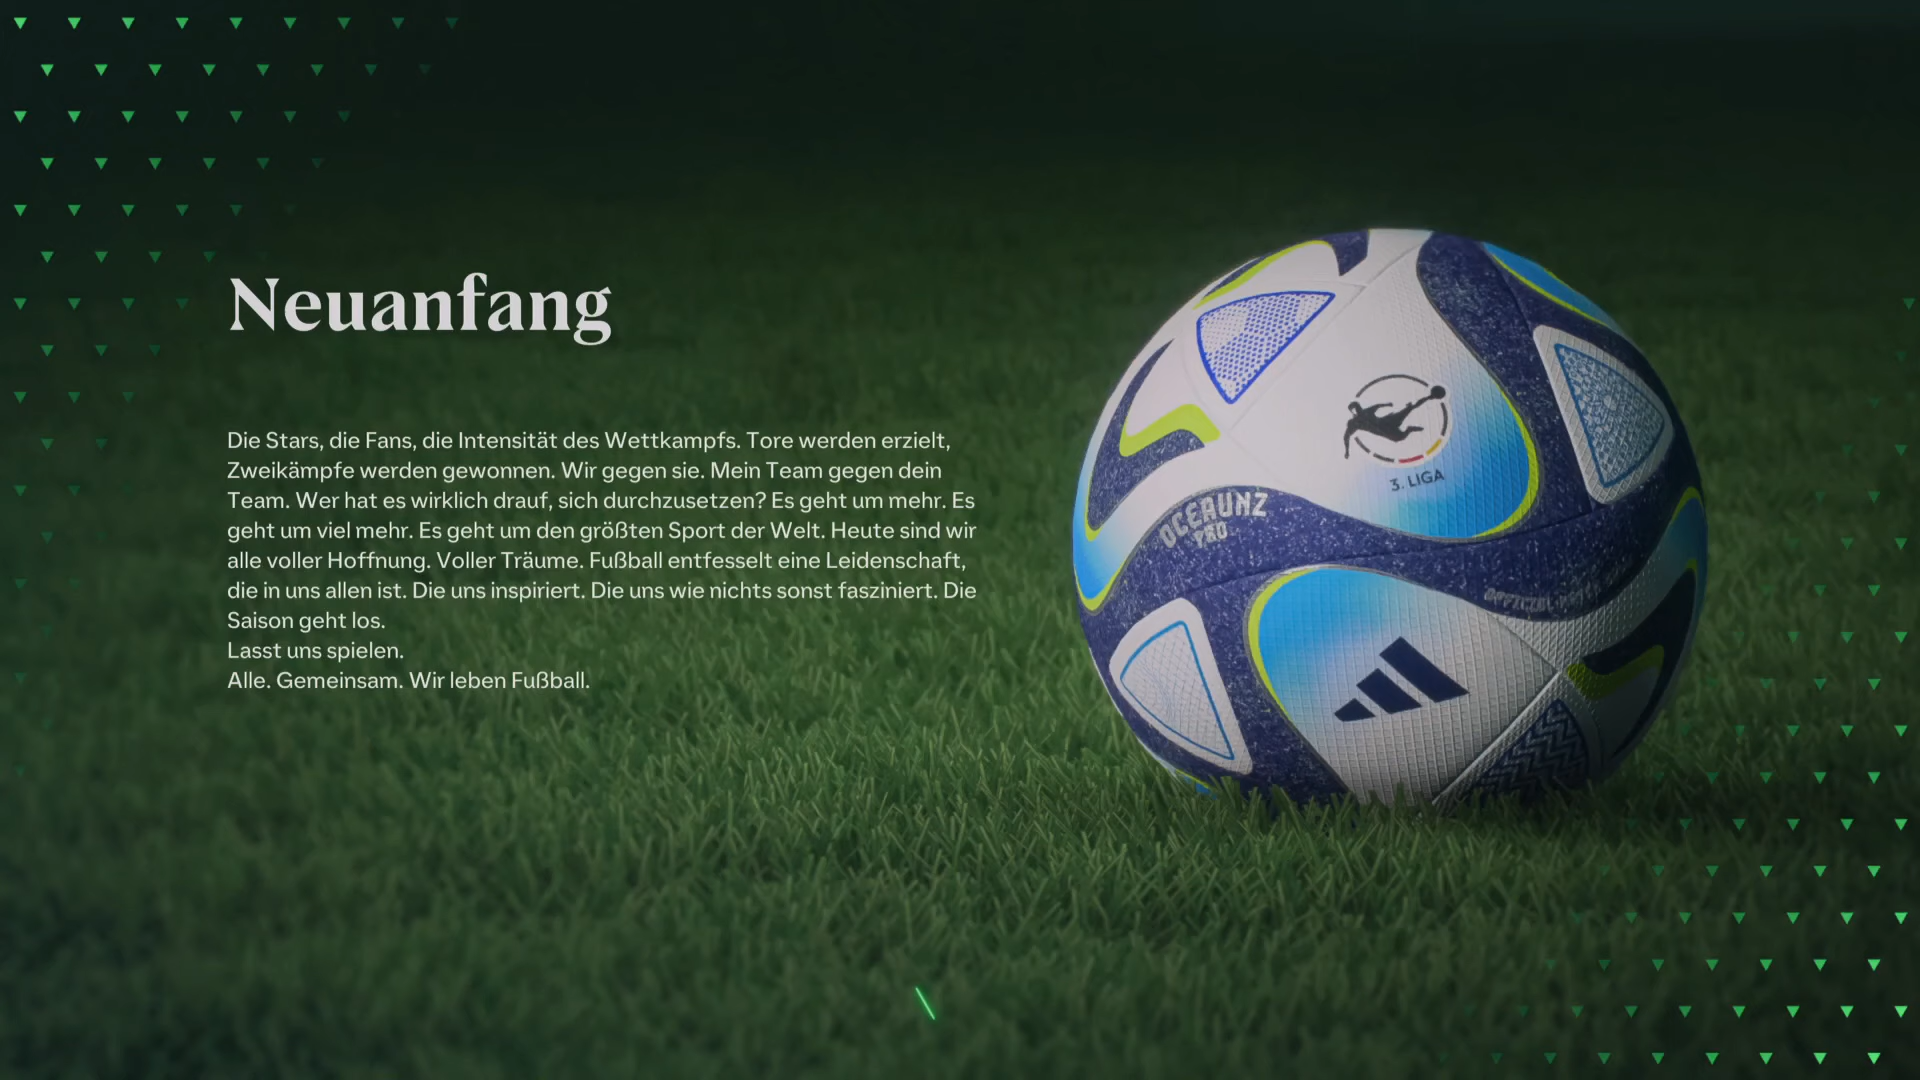 Neuanfang
Die Stars, die Fans, die Intensität des Wettkampfs. Tore werden erzielt,
Zweikämpfe werden gewonnen. Wir gegen sie. Mein Team gegen dein
Team. Wer hat es wirklich drauf, sich durchzusetzen? Es geht um mehr. Es
geht um viel mehr. Es geht um den größten Sport der Welt. Heute sind wir
alle voller Hoffnung. Voller Träume. Fußball entfesselt eine Leidenschaft,
die in uns allen ist. Die uns inspiriert. Die uns wie nichts sonst fasziniert. Die
Saison geht los.
Lasst uns spielen.
Alle. Gemeinsam. Wir leben Fußball.
3. LIGA
OCEAUNZ
PRO